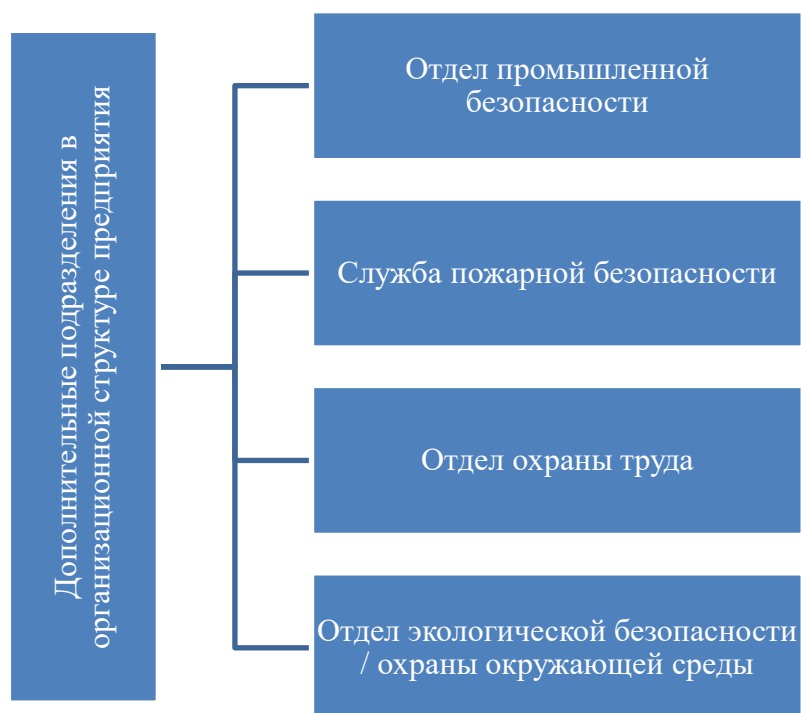 Дополнительные подразделения в
организационной структуре предприятия
Отдел промышленной
безопасности
Служба пожарной безопасности
Отдел охраны труда
Отдел экологической безопасности
/ охраны окружающей среды